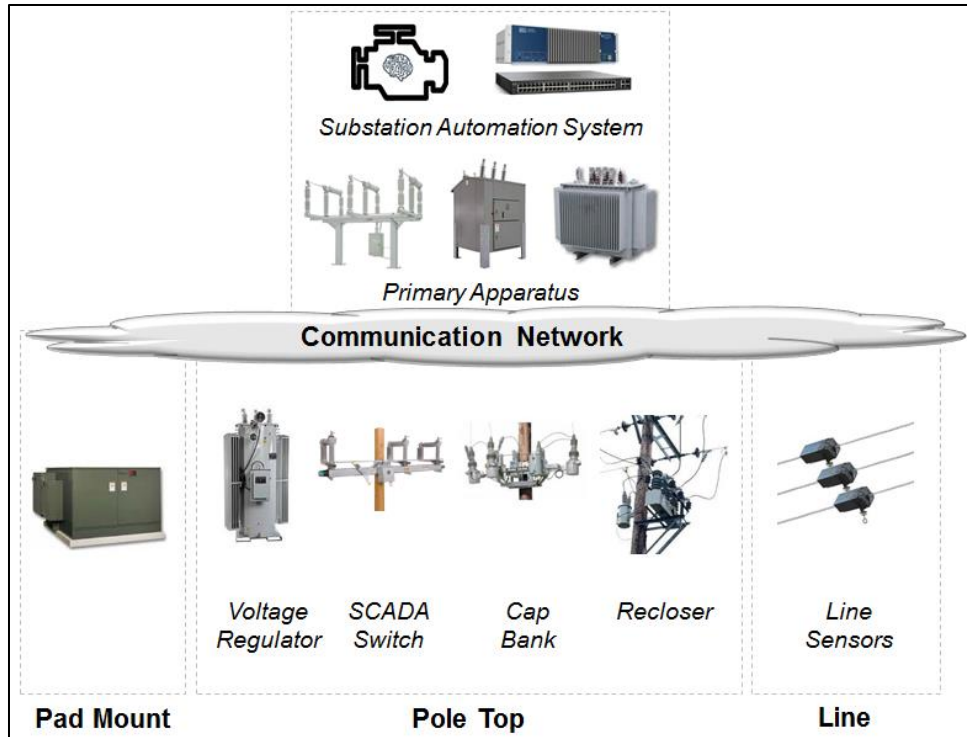 Substation Automation System
Primary Apparatus
Communication Network
Voltage
Regulator
SCADA
Switch
Cap
Bank
Recloser
Line
Sensors
Pad Mount
Pole Top
Line